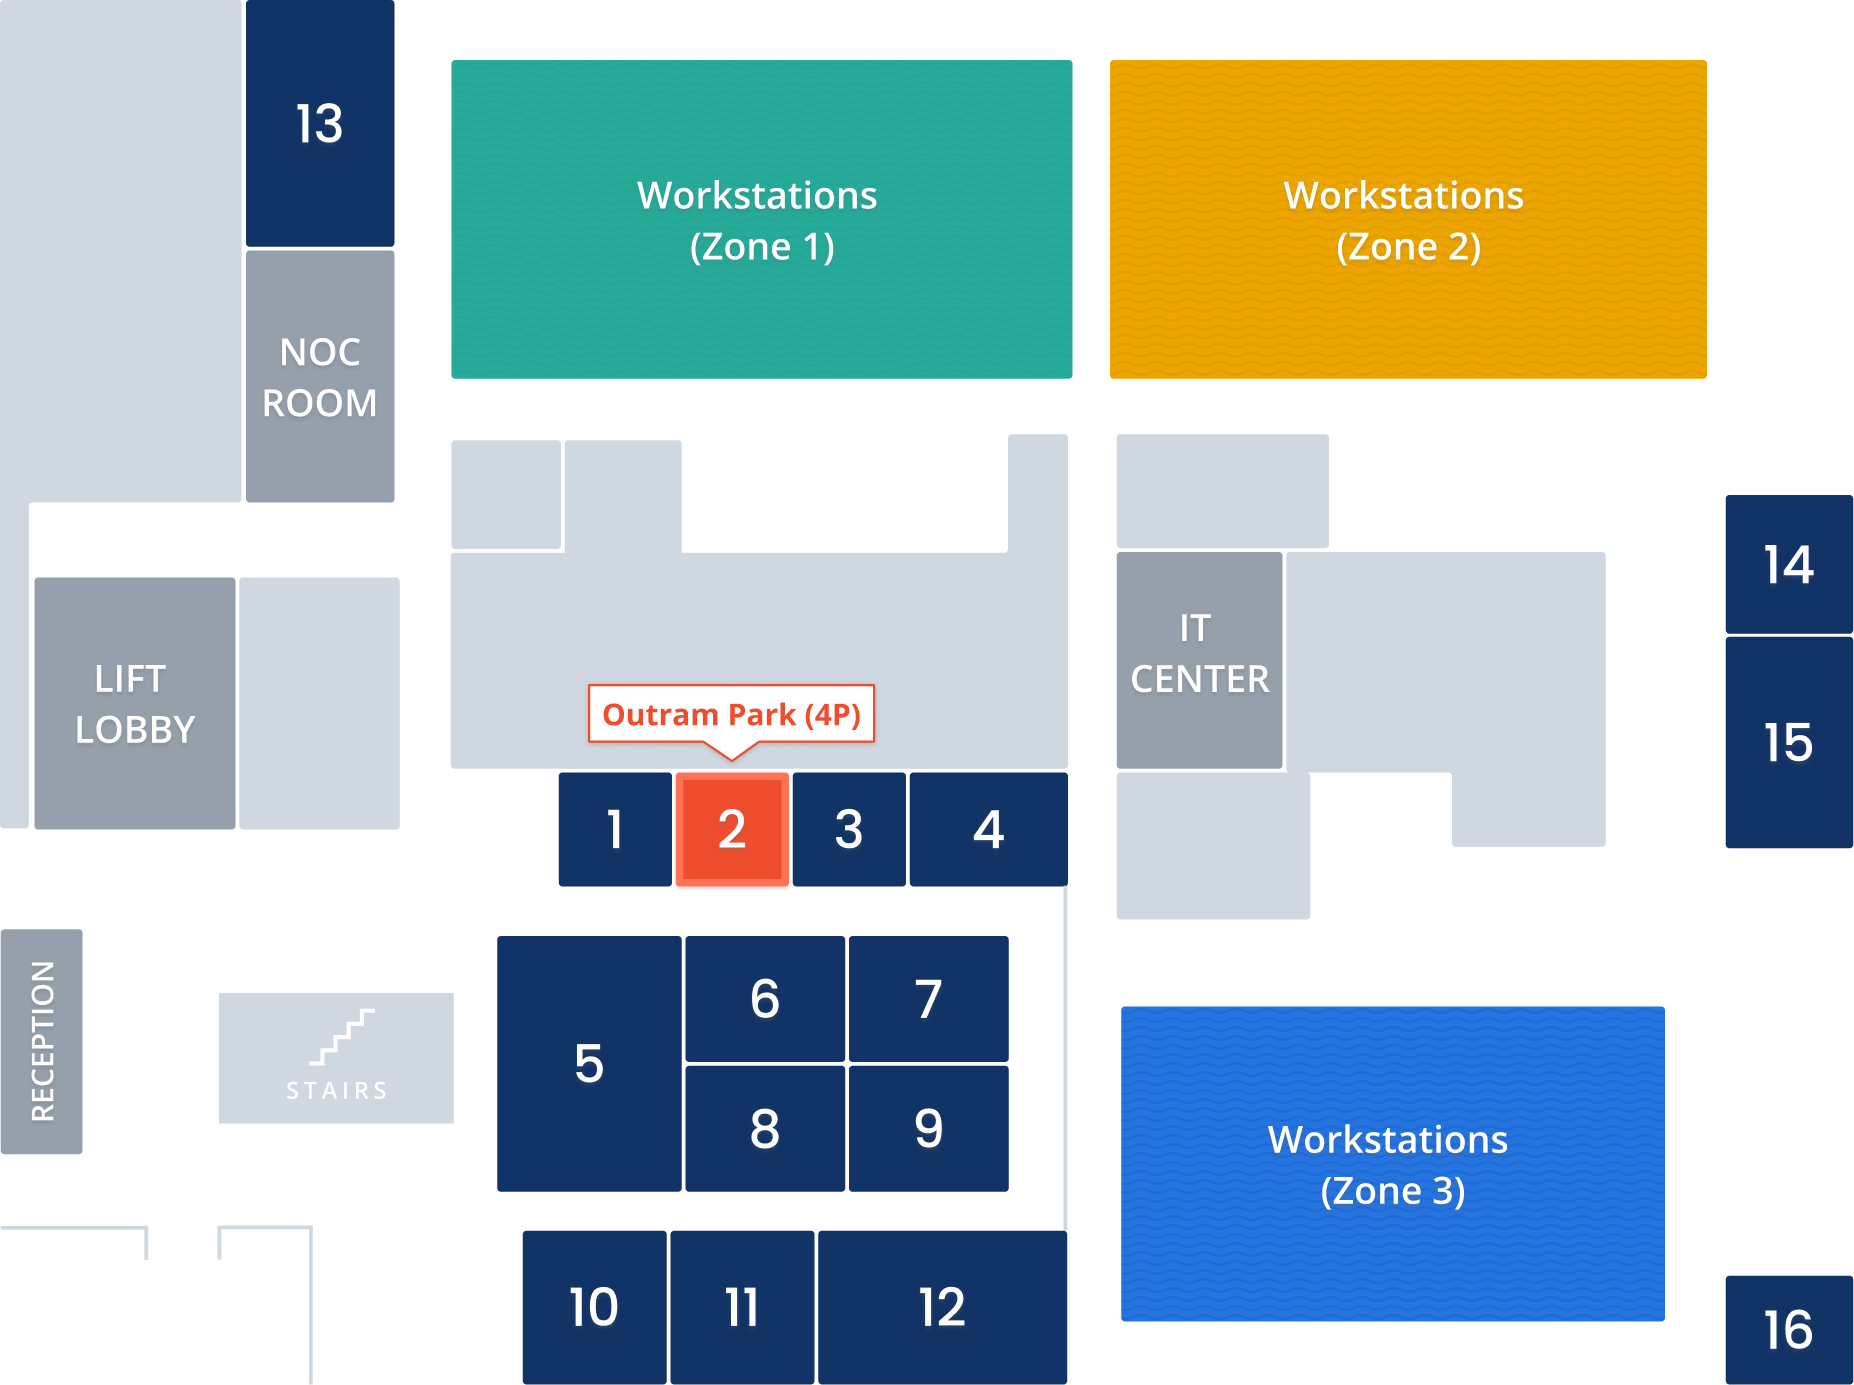 13
Workstations
(Zone 1)
Workstations
(Zone 2)
NOC
ROOM
14
IT
CENTER
LIFT
LOBBY
Outram Park (4P)
15
1
2
3
4
RECEPTION
STAIRS
5
6
7
8
9
Workstations
(Zone 3)
10
11
12
16